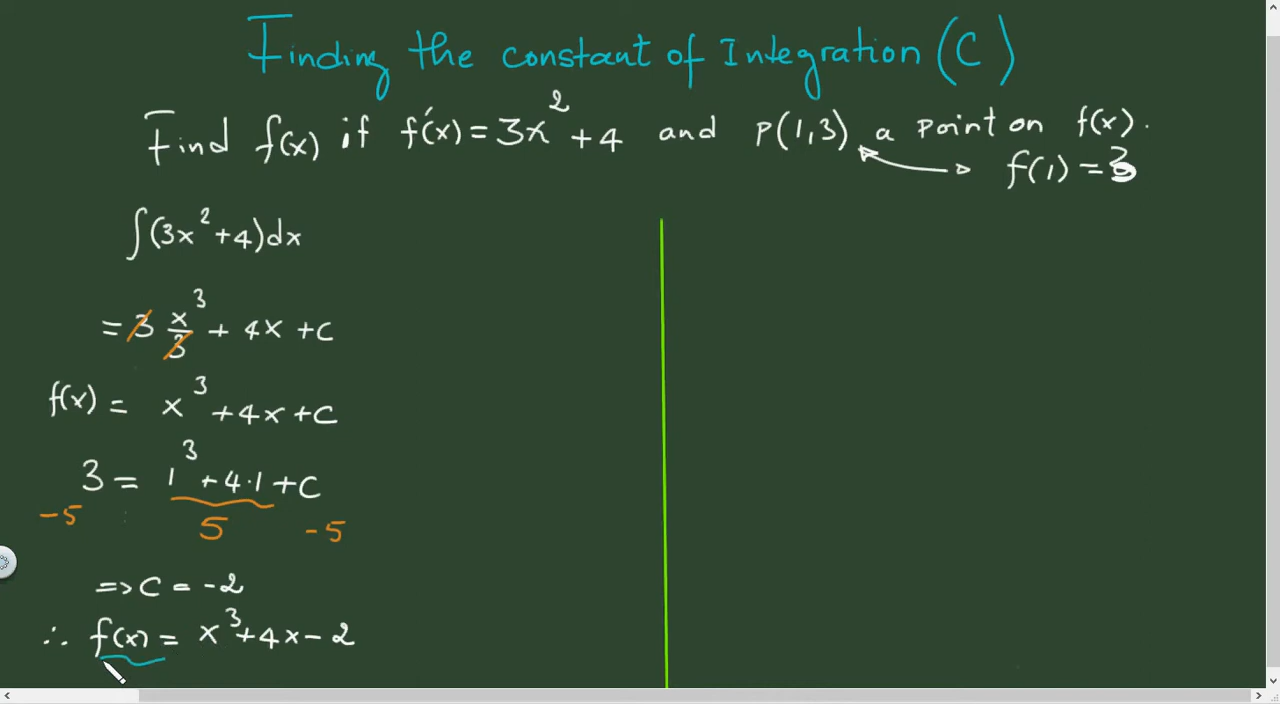 Finding the constant of Integration (C)
Find f(x) if f'(x) = 3x² + 4 and P(1,3) a point on f(x).
f(1) = 3
∫(3x² + 4)dx
= 3 x³/3 + 4x + C
f(x) = x³ + 4x + C
3 = 1³ + 4·1 + C
-5 5 -5
=> C = -2
∴ f(x) = x³ + 4x - 2